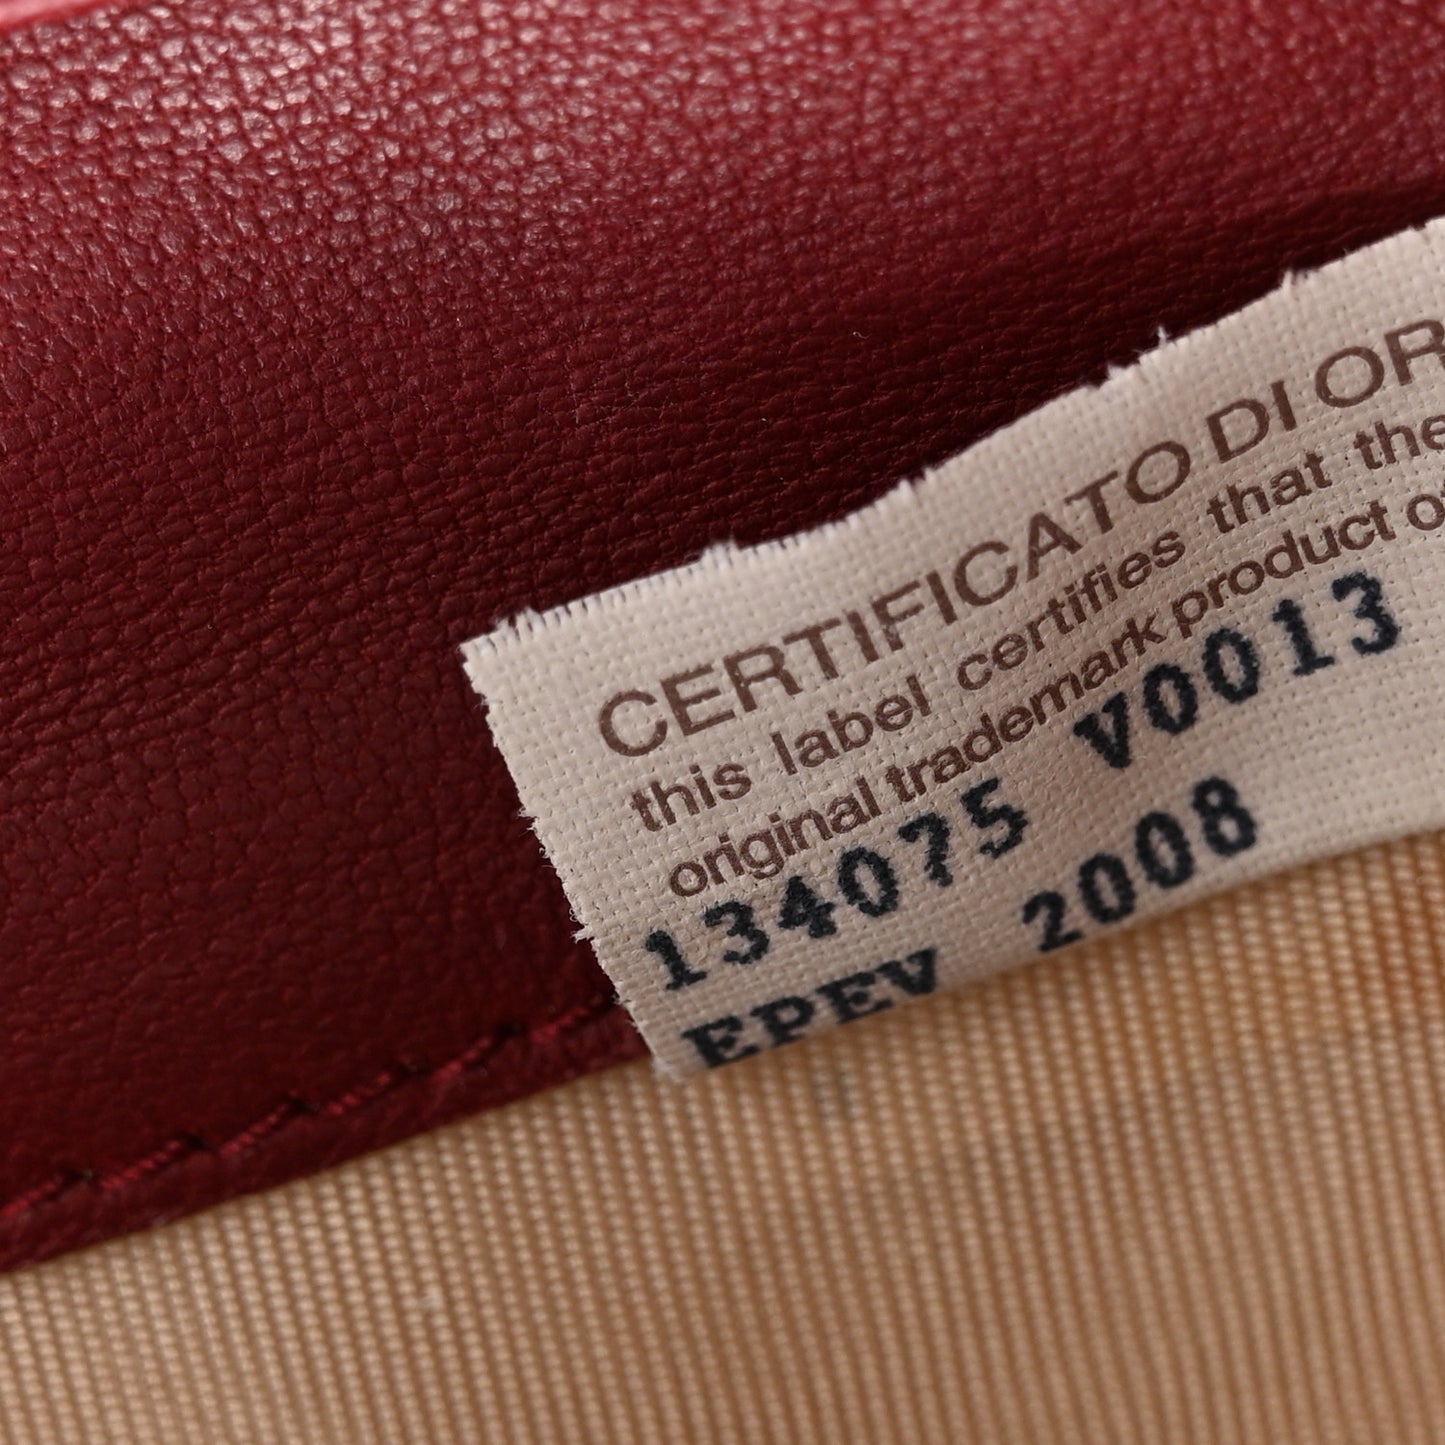 CERTIFICATO DI OR
this label certifies that the
original trademark product of
134075 V0013
EPEV 2008